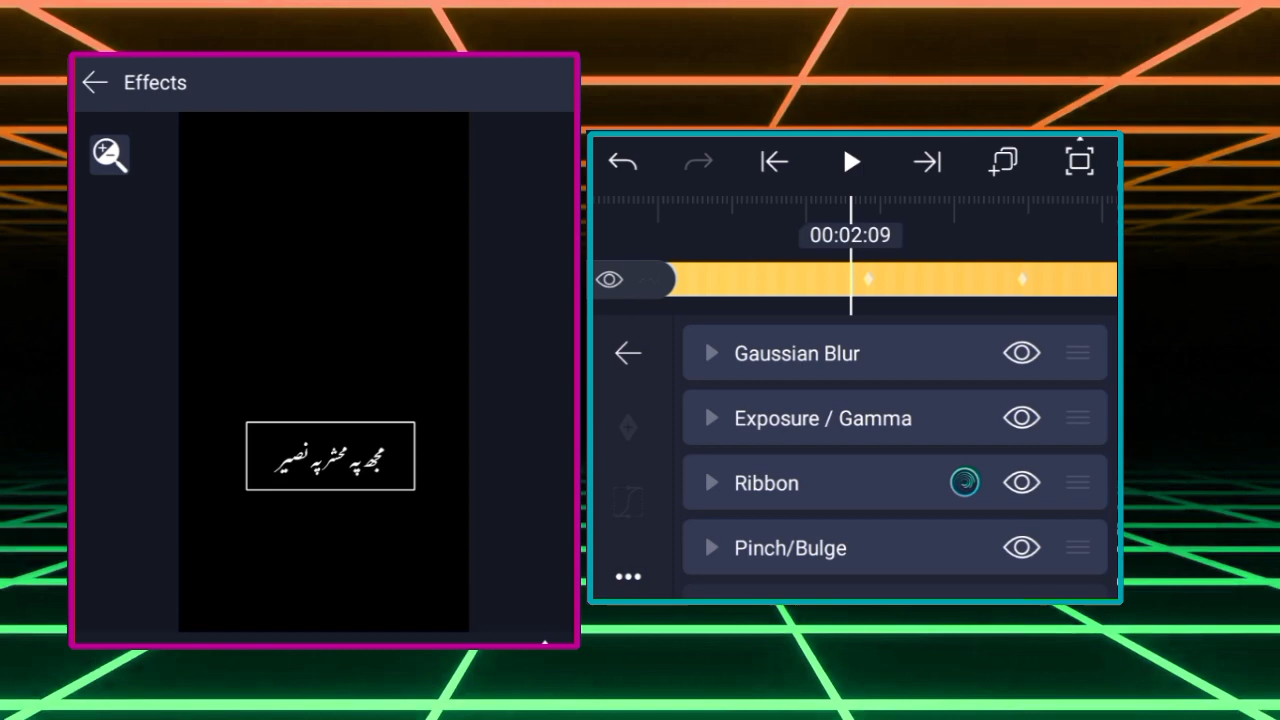 Effects
مجھ پہ محشر پہ نصیر
00:02:09
Gaussian Blur
Exposure / Gamma
Ribbon
Pinch/Bulge